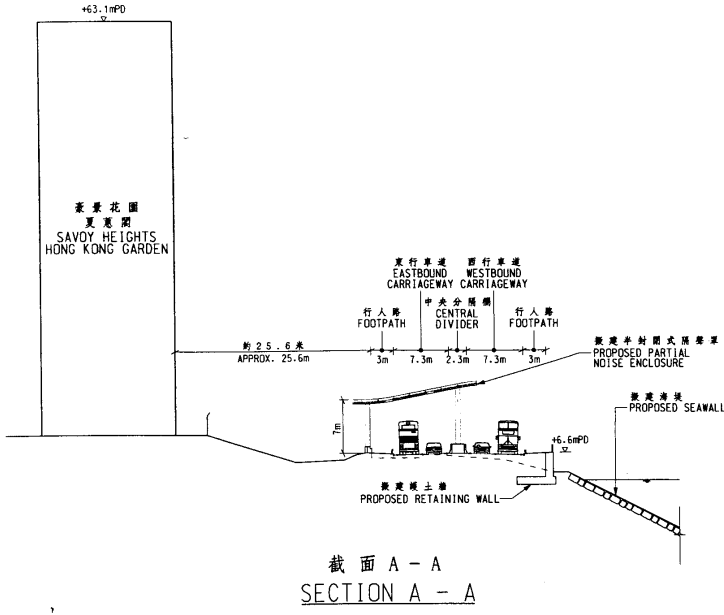 +63.1mPD
豪景花園
夏蕙閣
SAVOY HEIGHTS
HONG KONG GARDEN
東行車道
EASTBOUND
CARRIAGEWAY
西行車道
WESTBOUND
CARRIAGEWAY
行人路
FOOTPATH
中央分隔欄
CENTRAL
DIVIDER
行人路
FOOTPATH
約25.6米
APPROX. 25.6m
3m
7.3m
2.3m
7.3m
3m
擬建半封閉式隔聲罩
PROPOSED PARTIAL
NOISE ENCLOSURE
擬建海堤
PROPOSED SEAWALL
7m
+6.6mPD
擬建護土牆
PROPOSED RETAINING WALL
截面 A - A
SECTION A - A